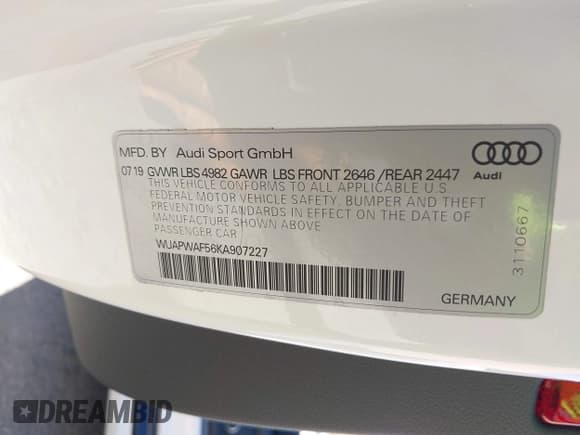 MFD. BY Audi Sport GmbH
07 19 GVWR LBS 4982 GAWR LBS FRONT 2646 / REAR 2447
THIS VEHICLE CONFORMS TO ALL APPLICABLE U.S.
FEDERAL MOTOR VEHICLE SAFETY, BUMPER AND THEFT
PREVENTION STANDARDS IN EFFECT ON THE DATE OF
MANUFACTURE SHOWN ABOVE
PASSENGER CAR
WUAPWAF56KA907227
Audi
3110667
GERMANY
DREAMBID